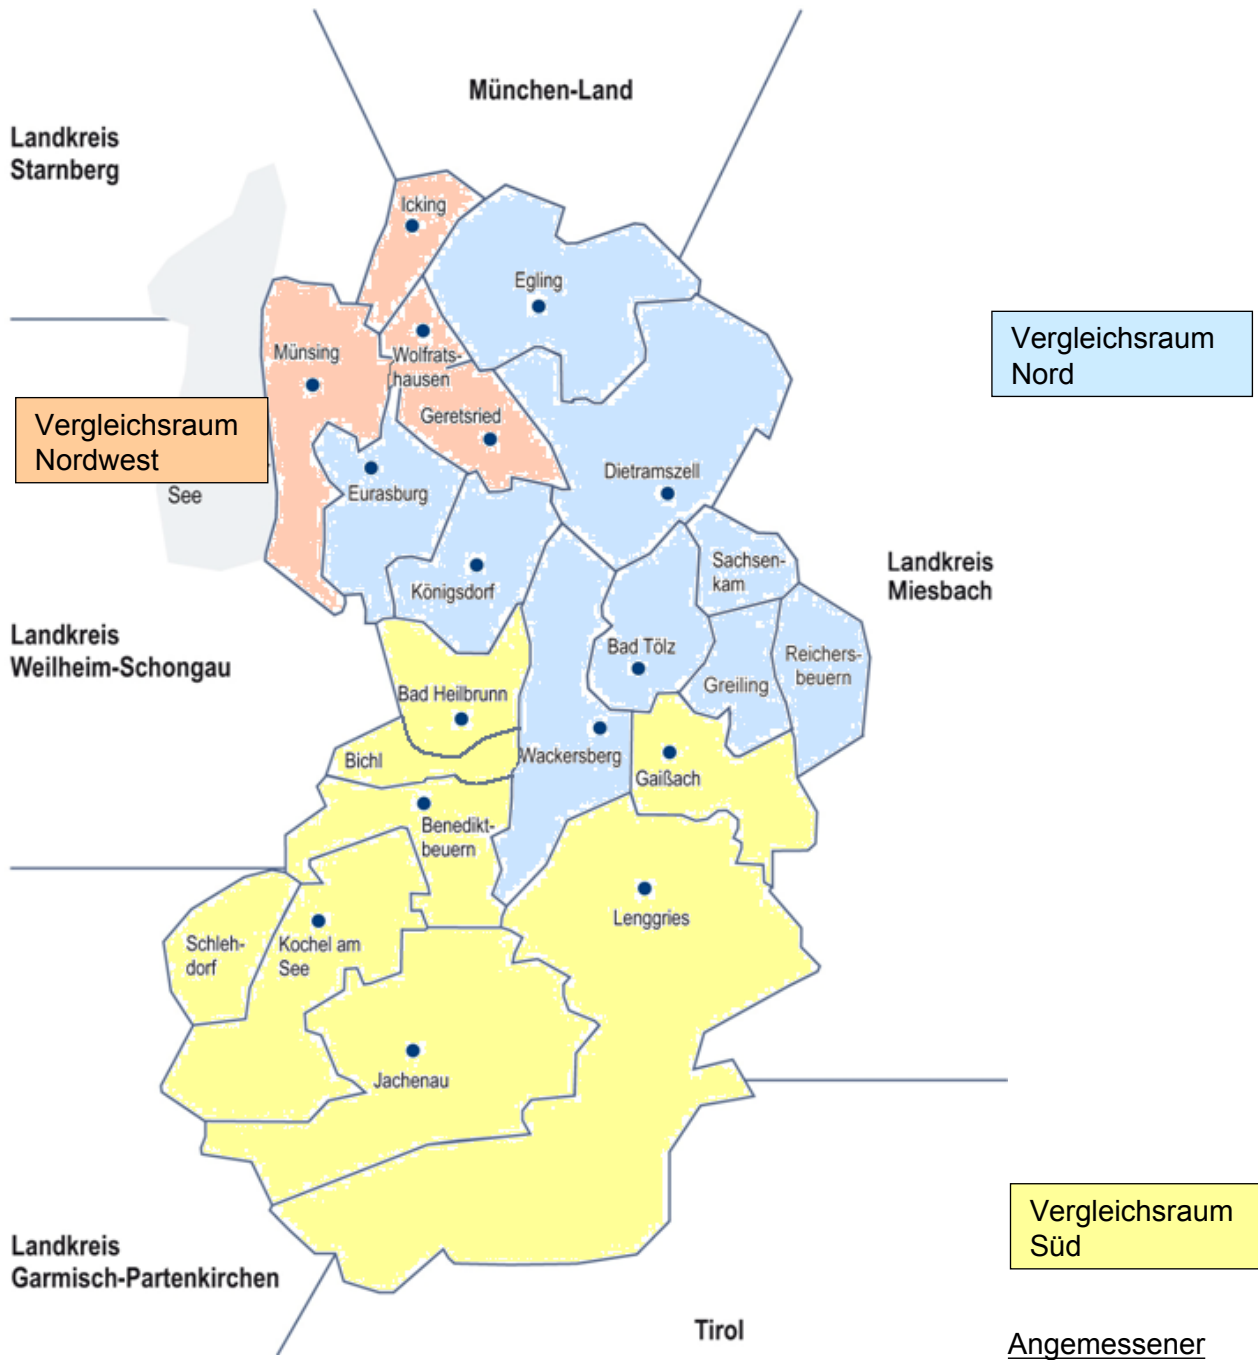 München-Land
Landkreis
Starnberg
Icking
Egling
Vergleichsraum
Nord
Münsing
Wolfrats-
hausen
Vergleichsraum
Nordwest
Geretsried
Dietramszell
See
Eurasburg
Sachsen-
kam
Landkreis
Miesbach
Königsdorf
Landkreis
Weilheim-Schongau
Bad Tölz
Reichers-
beuern
Greiling
Bad Heilbrunn
Bichl
Wackersberg
Gaißach
Benedikt-
beuern
Lenggries
Schleh-
dorf
Kochel am
See
Jachenau
Vergleichsraum
Süd
Landkreis
Garmisch-Partenkirchen
Tirol
Angemessener